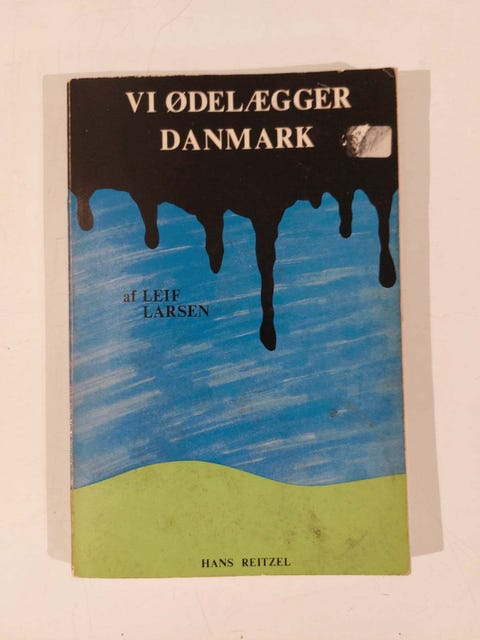 VI ØDELÆGGER
DANMARK
af LEIF
LARSEN
HANS REITZEL